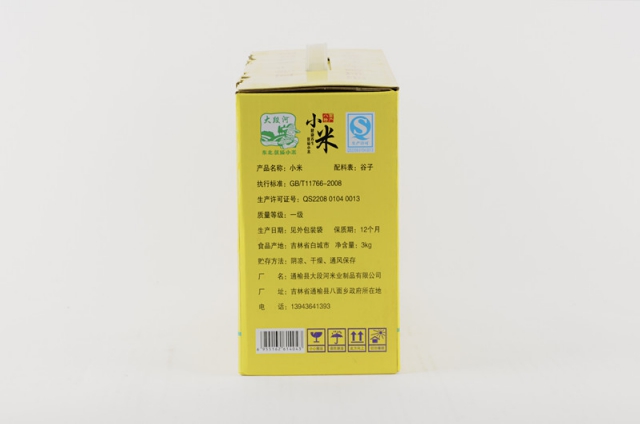 大段河
小米
产品名称：小米 配料表：谷子
执行标准：GB/T11766-2008
生产许可证号：QS2208 0104 0013
质量等级：一级
生产日期：见外包装袋 保质期：12个月
食品产地：吉林省白城市 净含量：3kg
贮存方法：阴凉、干燥、通风保存
厂 名：通榆县大段河米业制品有限公司
厂 址：吉林省通榆县八面乡政府所在地
电 话：13943641393